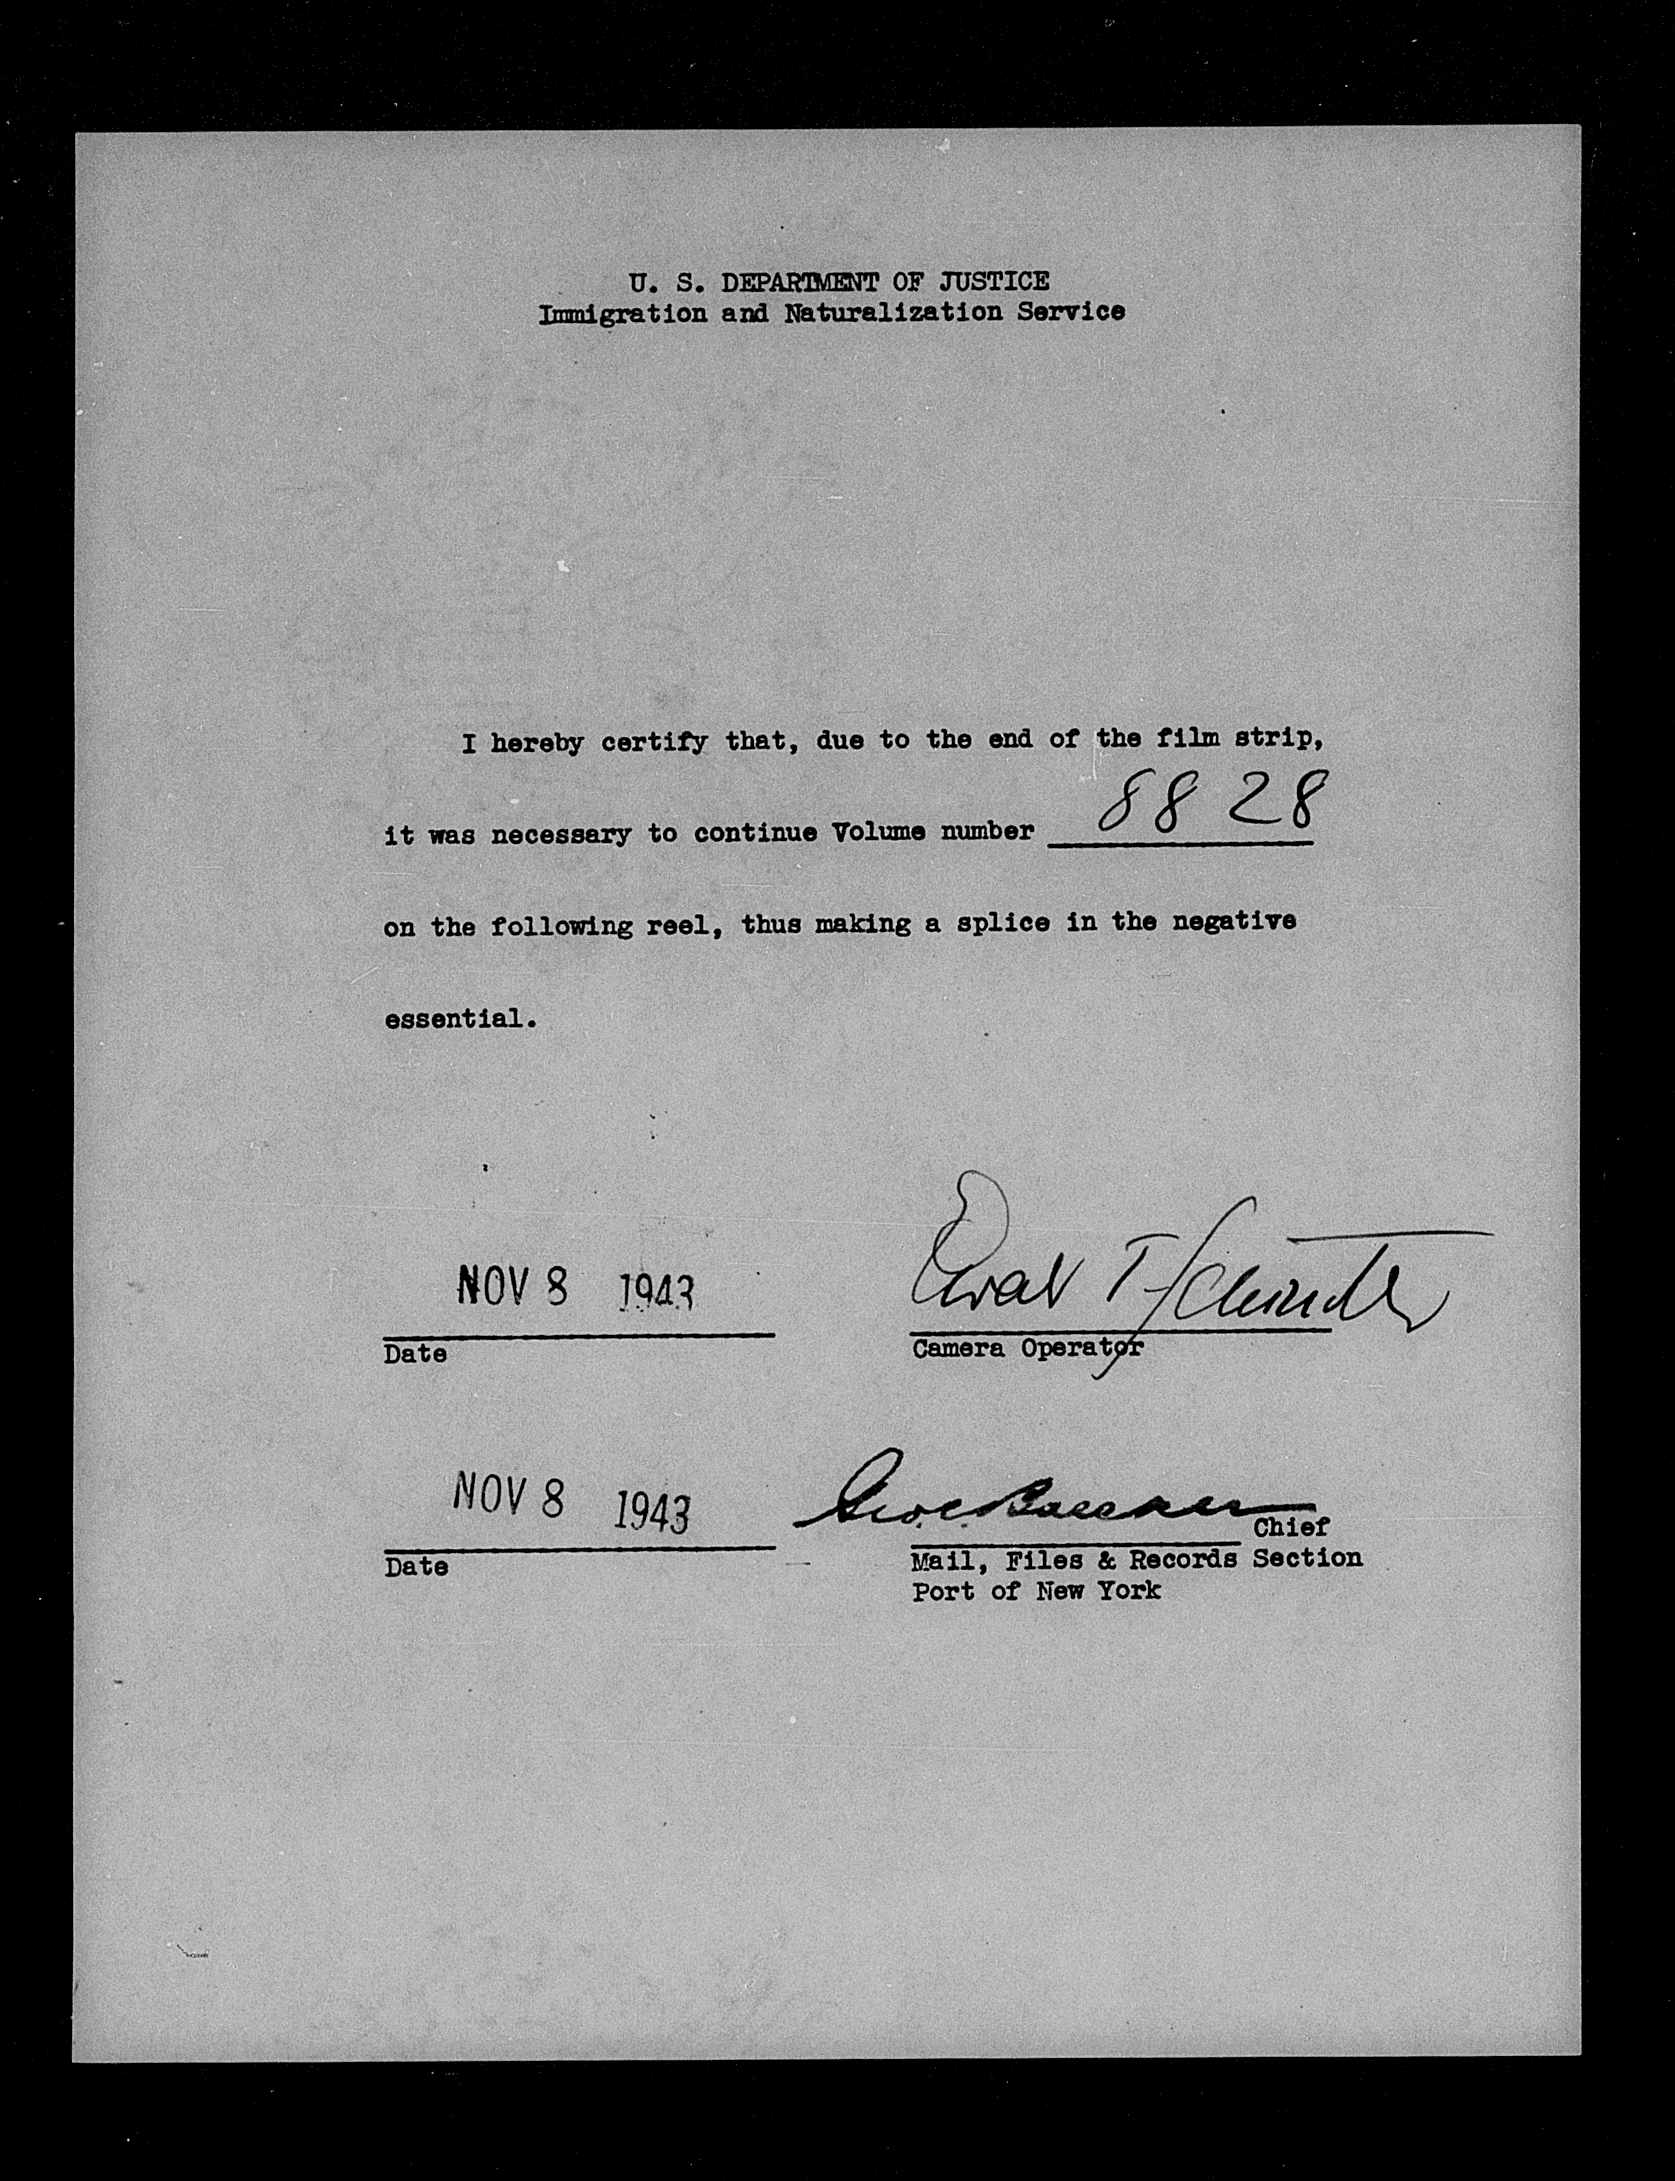 U. S. DEPARTMENT OF JUSTICE
Immigration and Naturalization Service
I hereby certify that, due to the end of the film strip,
it was necessary to continue Volume number 8828
on the following reel, thus making a splice in the negative
essential.
NOV 8 1943
Date
Camera Operator
NOV 8 1943
Date
Chief
Mail, Files & Records Section
Port of New York